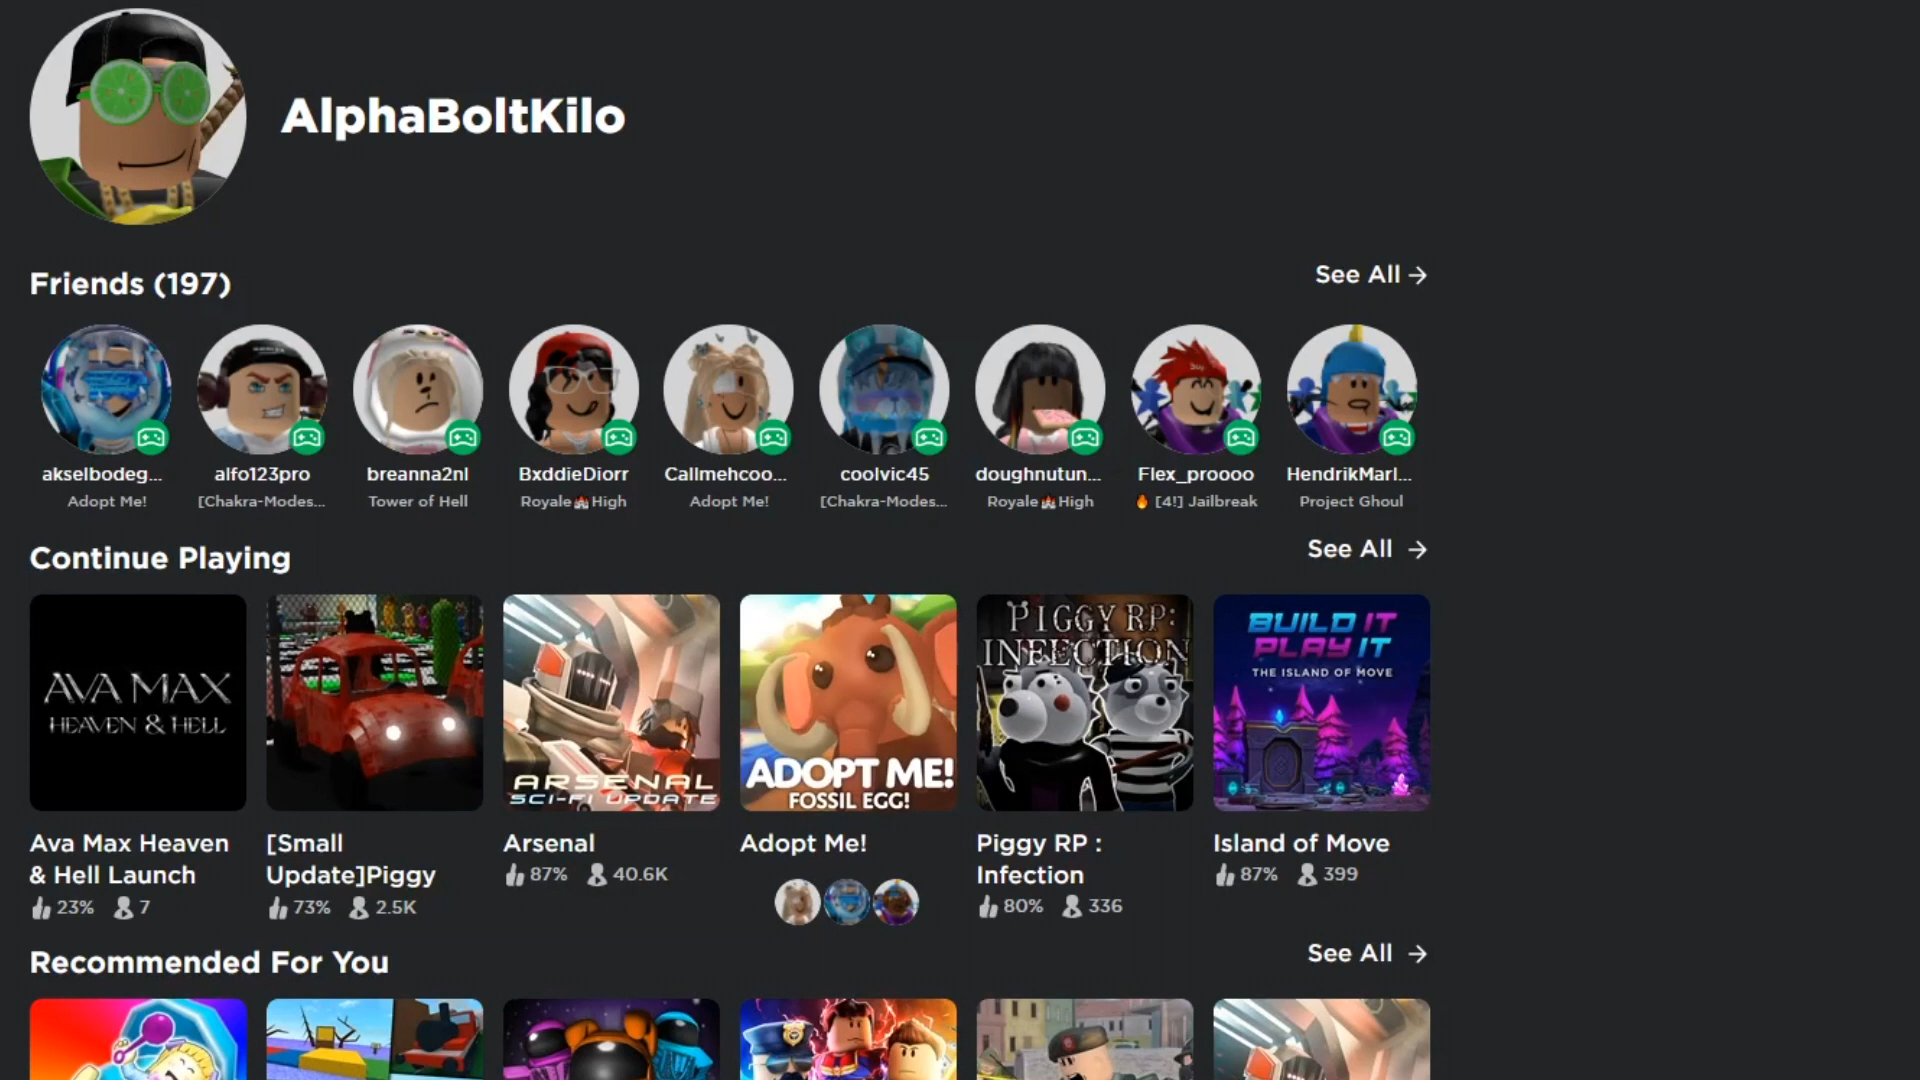 AlphaBoltKilo
Friends (197)
See All →
akselbodeg...
alfo123pro
breanna2nl
BxddieDiorr
Callmehcoo...
coolvic45
doughnutun...
Flex_proooo
HendrikMarl...
Adopt Me!
[Chakra-Modes...
Tower of Hell
Royale🏰High
Adopt Me!
[Chakra-Modes...
Royale🏰High
🔥 [4!] Jailbreak
Project Ghoul
Continue Playing
See All →
AVA MAX
HEAVEN & HELL
ARSENAL
SCI-FI UPDATE
ADOPT ME!
FOSSIL EGG!
PIGGY RP:
INFECTION
BUILD IT
PLAY IT
THE ISLAND OF MOVE
Ava Max Heaven
& Hell Launch
23% 7
[Small
Update]Piggy
73% 2.5K
Arsenal
87% 40.6K
Adopt Me!
Piggy RP :
Infection
80% 336
Island of Move
87% 399
Recommended For You
See All →